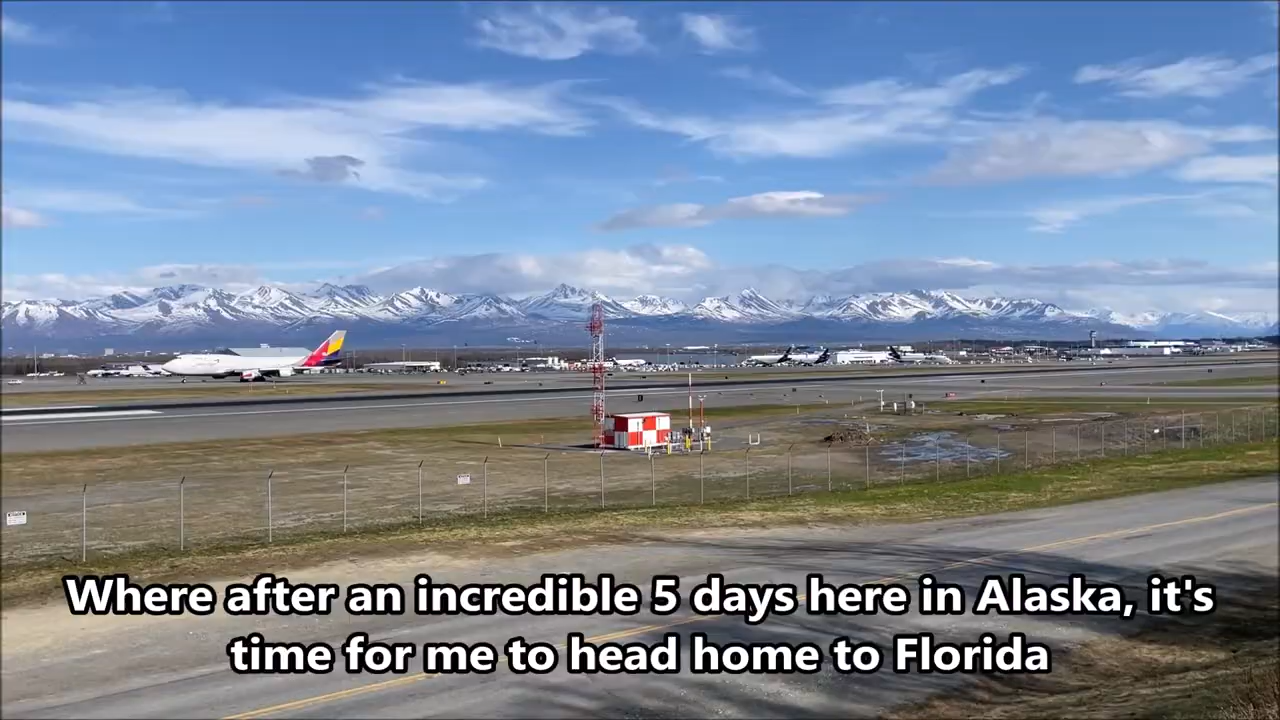 Where after an incredible 5 days here in Alaska, it's
time for me to head home to Florida